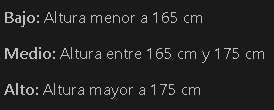 Bajo: Altura menor a 165 cm
Medio: Altura entre 165 cm y 175 cm
Alto: Altura mayor a 175 cm